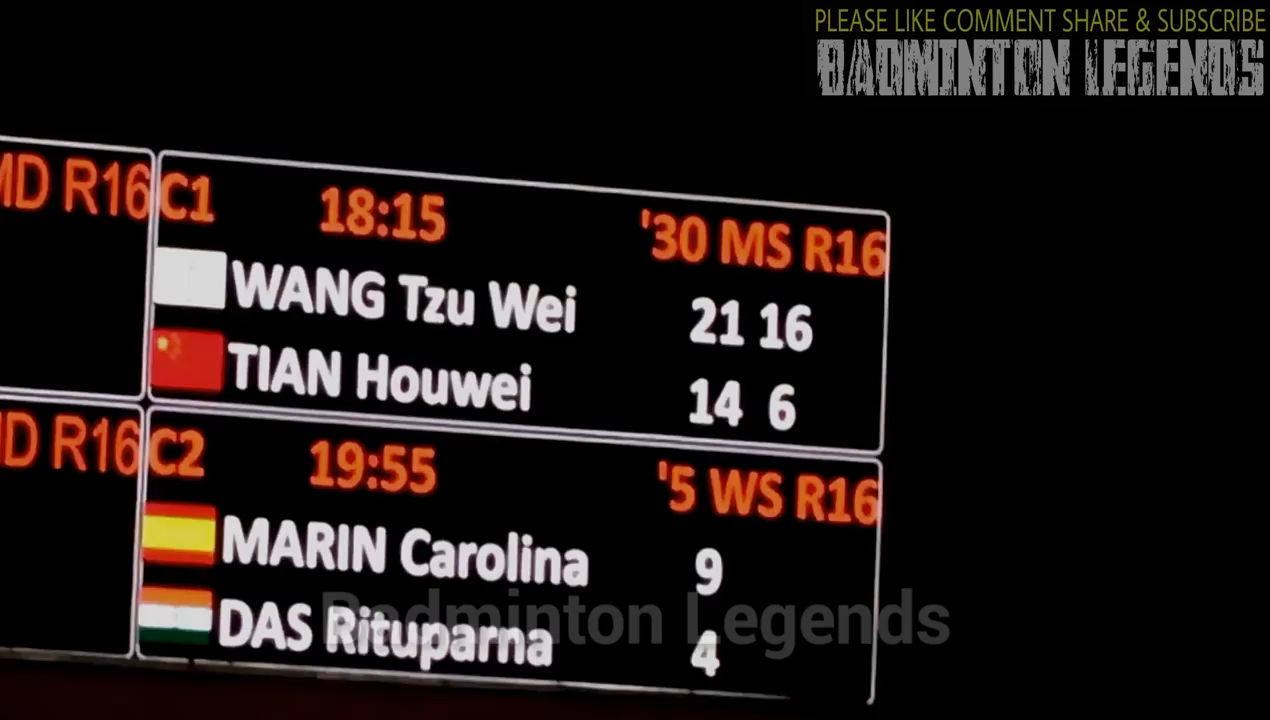 PLEASE LIKE COMMENT SHARE & SUBSCRIBE
BADMINTON LEGENDS
MD R16
C1 18:15 '30 MS R16
WANG Tzu Wei 21 16
TIAN Houwei 14 6
D R16
C2 19:55 '5 WS R16
MARIN Carolina 9
DAS Rituparna 4
Badminton Legends